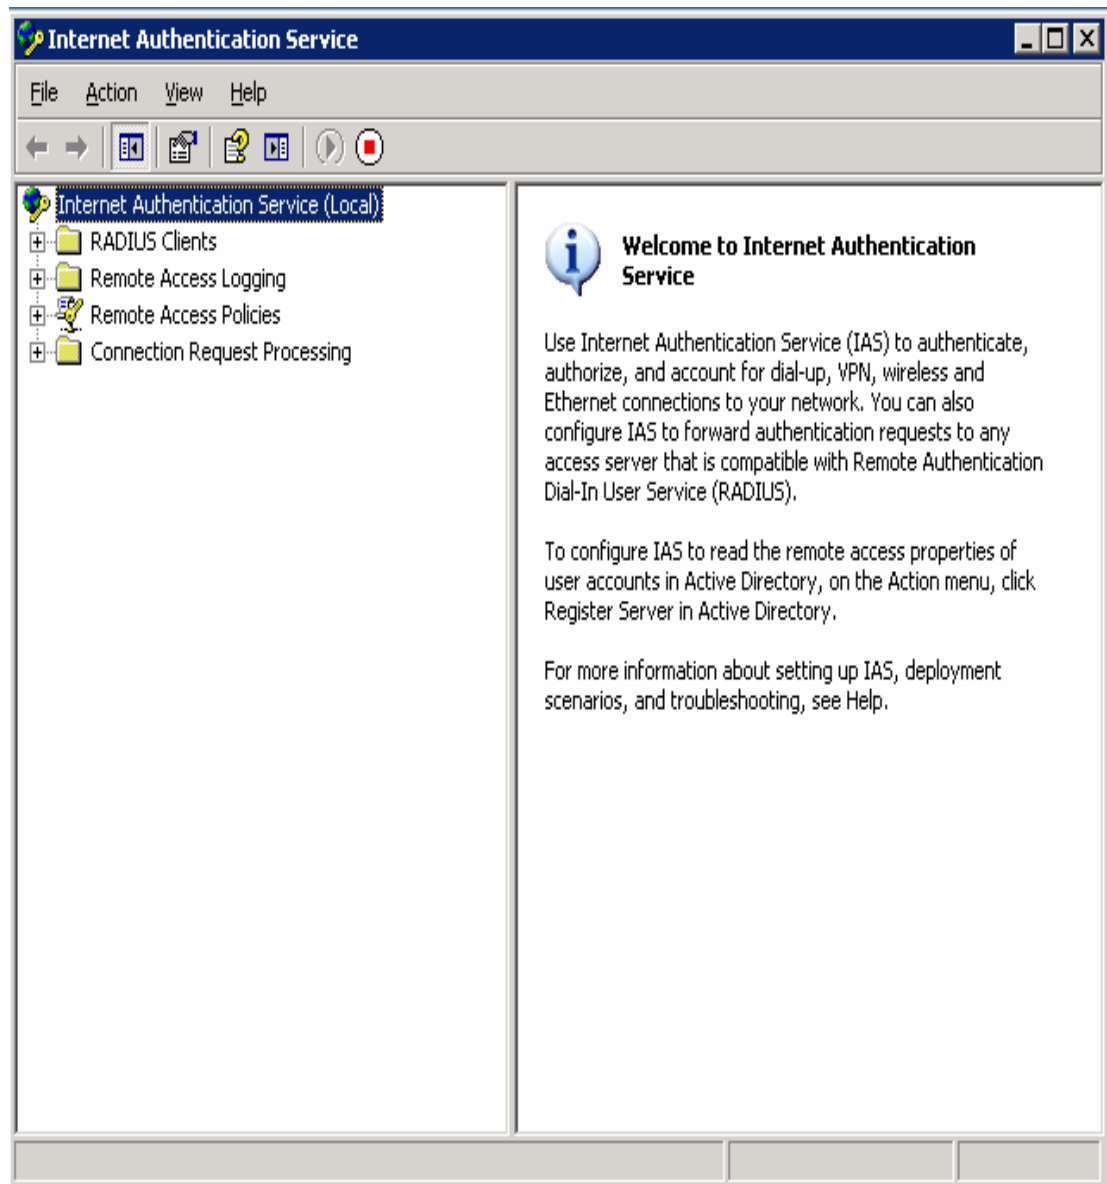 Internet Authentication Service
File Action View Help
Internet Authentication Service (Local)
RADIUS Clients
Remote Access Logging
Remote Access Policies
Connection Request Processing
Welcome to Internet Authentication
Service
Use Internet Authentication Service (IAS) to authenticate,
authorize, and account for dial-up, VPN, wireless and
Ethernet connections to your network. You can also
configure IAS to forward authentication requests to any
access server that is compatible with Remote Authentication
Dial-In User Service (RADIUS).
To configure IAS to read the remote access properties of
user accounts in Active Directory, on the Action menu, click
Register Server in Active Directory.
For more information about setting up IAS, deployment
scenarios, and troubleshooting, see Help.